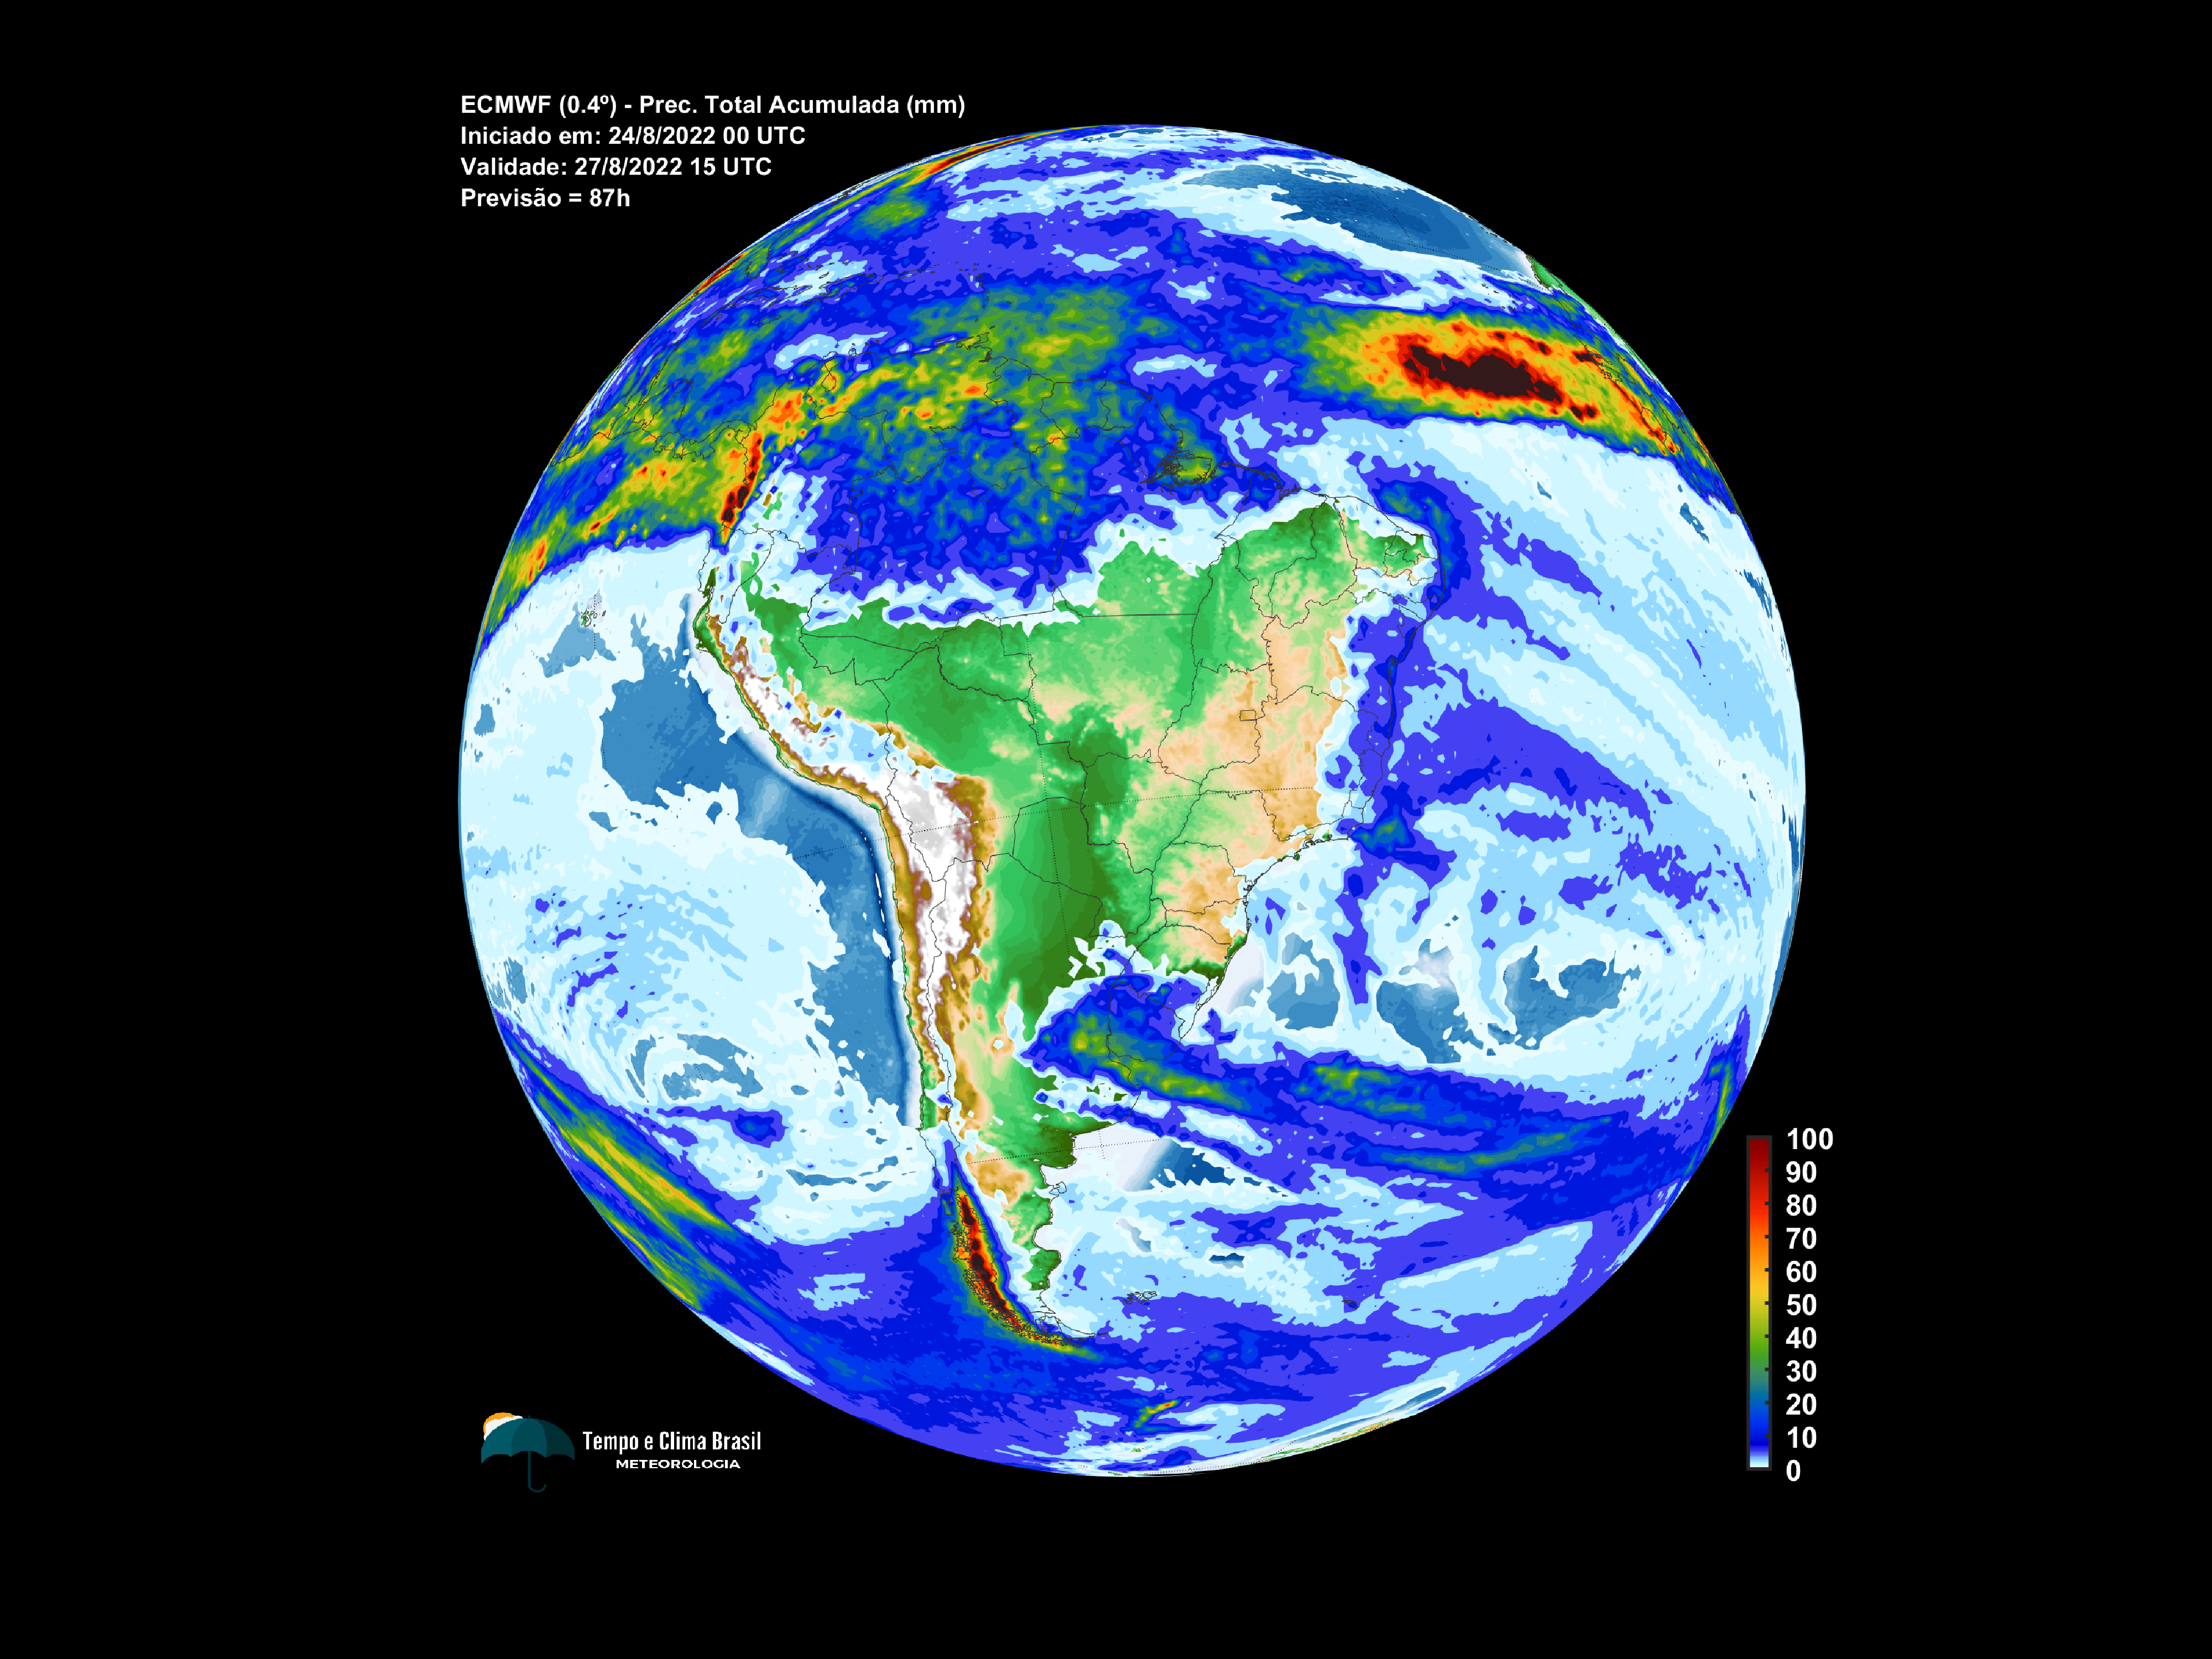 ECMWF (0.4º) - Prec. Total Acumulada (mm)
Iniciado em: 24/8/2022 00 UTC
Validade: 27/8/2022 15 UTC
Previsão = 87h
100
90
80
70
60
50
40
30
20
10
0
Tempo e Clima Brasil
METEOROLOGIA